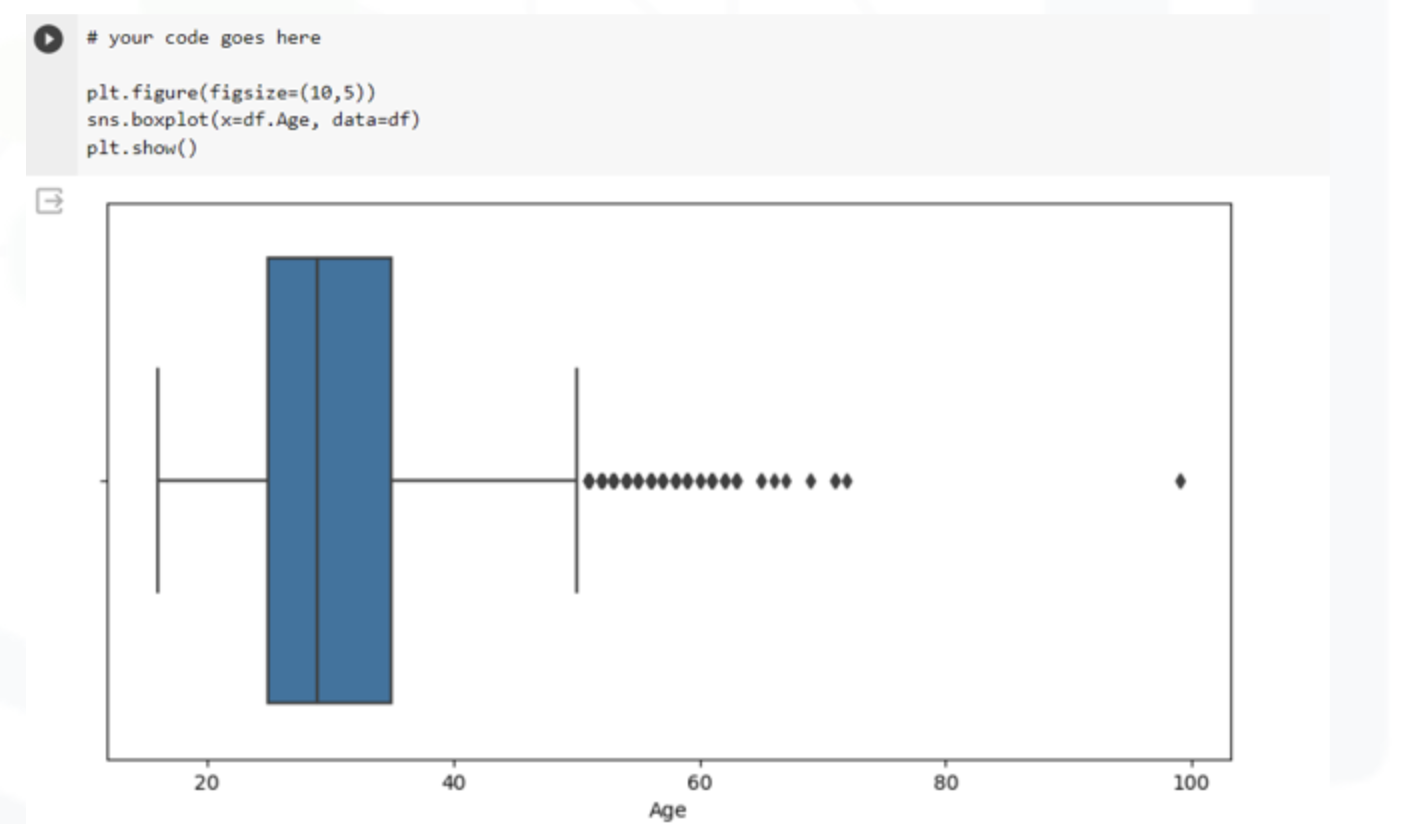 # your code goes here
plt.figure(figsize=(10,5))
sns.boxplot(x=df.Age, data=df)
plt.show()
20 40 60 80 100
Age